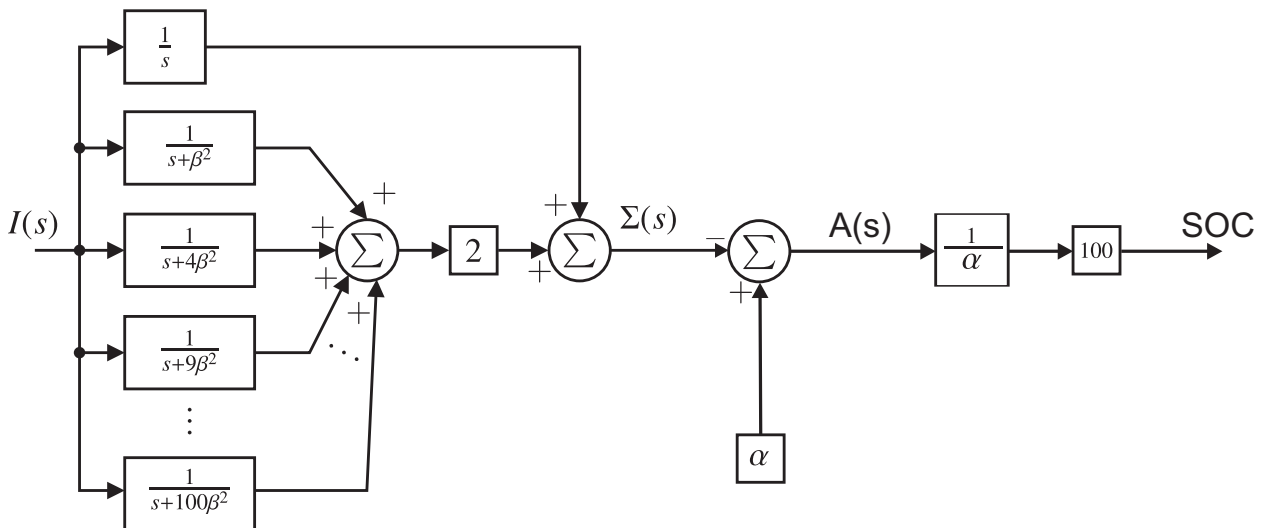 1/s
1/(s+β²)
+
I(s)
1/(s+4β²)
+
Σ
2
+
Σ
+
Σ(s)
−
Σ
+
A(s)
1/α
100
SOC
+
+
1/(s+9β²)
...
⋮
α
1/(s+100β²)